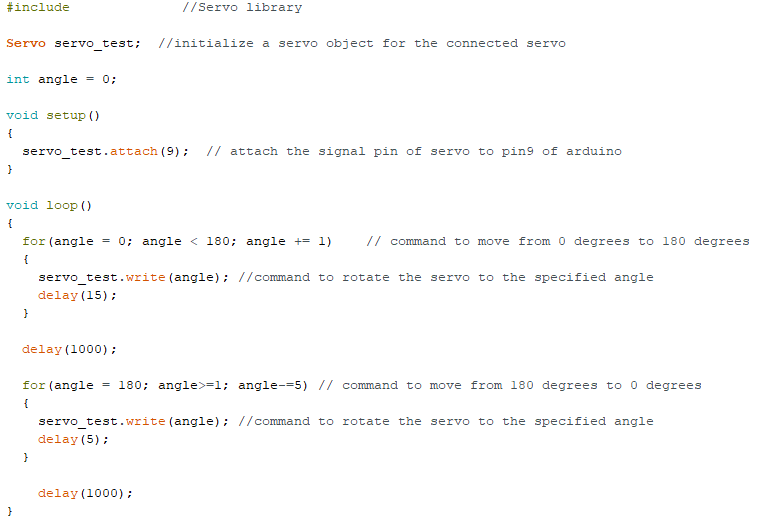 #include              //Servo library
Servo servo_test;  //initialize a servo object for the connected servo
int angle = 0;
void setup()
{
  servo_test.attach(9);  // attach the signal pin of servo to pin9 of arduino
}
void loop()
{
  for(angle = 0; angle < 180; angle += 1)    // command to move from 0 degrees to 180 degrees
  {
    servo_test.write(angle); //command to rotate the servo to the specified angle
    delay(15);
  }
  delay(1000);
  for(angle = 180; angle>=1; angle-=5) // command to move from 180 degrees to 0 degrees
  {
    servo_test.write(angle); //command to rotate the servo to the specified angle
    delay(5);
  }
    delay(1000);
}